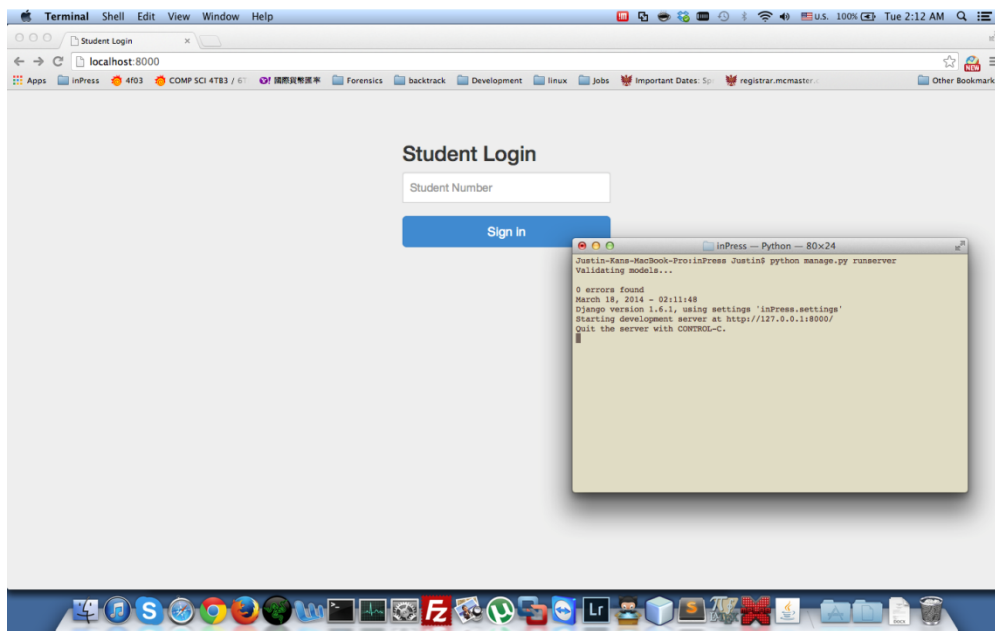 Terminal Shell Edit View Window Help
U.S. 100% Tue 2:12 AM
Student Login
localhost:8000
Apps inPress 4f03 COMP SCI 4TB3 / 6T Forensics backtrack Development linux Jobs Important Dates: Sp registrar.mcmaster.c Other Bookmark
Student Login
Student Number
Sign in
inPress — Python — 80×24
Justin-Kans-MacBook-Pro:inPress Justin$ python manage.py runserver
Validating models...
0 errors found
March 18, 2014 - 02:11:48
Django version 1.6.1, using settings 'inPress.settings'
Starting development server at http://127.0.0.1:8000/
Quit the server with CONTROL-C.
Fz
Lr